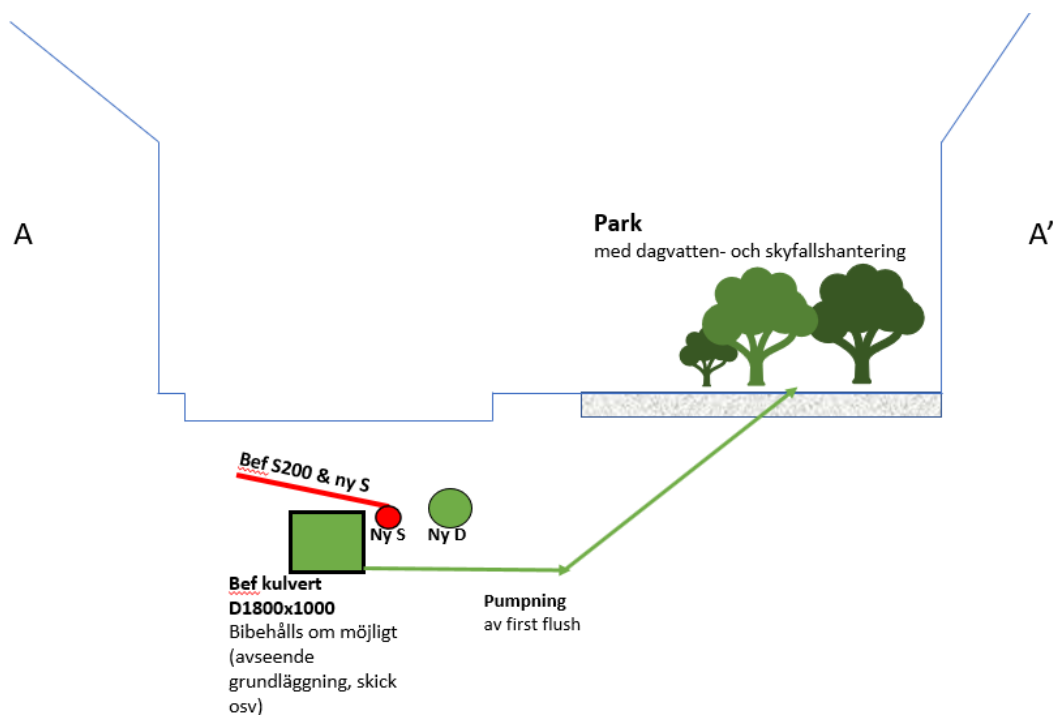 A
A'
Park
med dagvatten- och skyfallshantering
Bef S200 & ny S
Ny S
Ny D
Bef kulvert
D1800x1000
Bibehålls om möjligt
(avseende
grundläggning, skick
osv)
Pumpning
av first flush